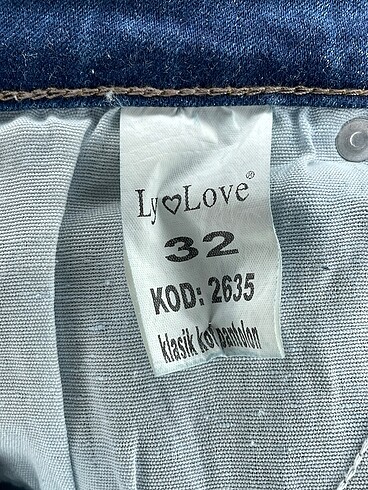 Ly♡Love®
32
KOD: 2635
klasik kot pantolon